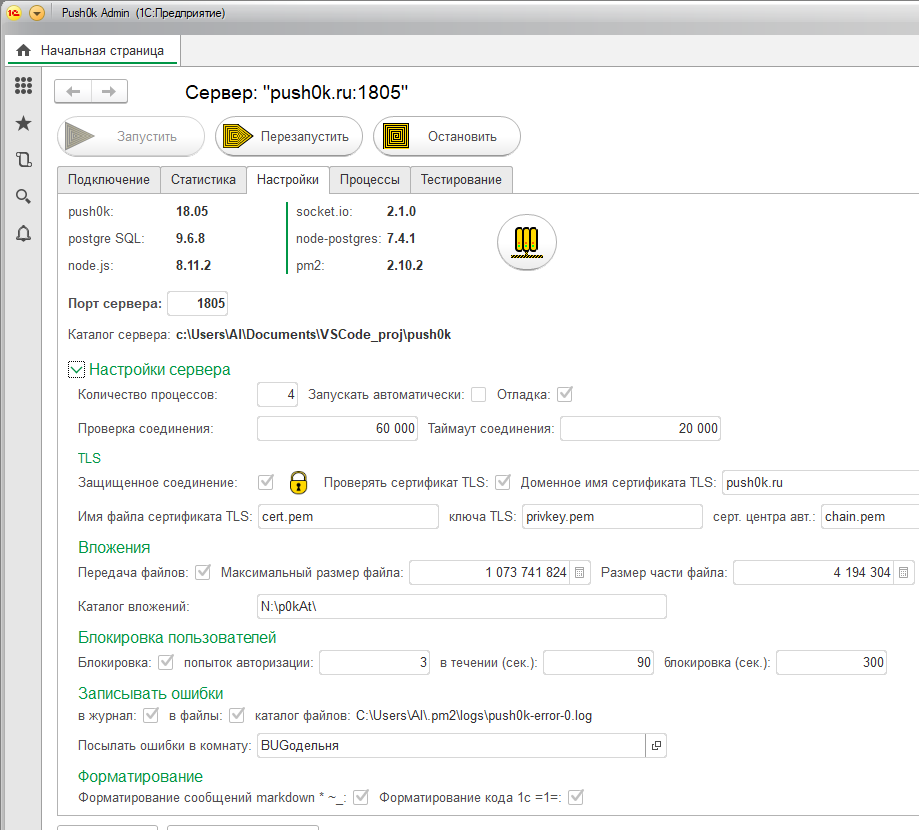 1С Push0k Admin (1С:Предприятие)
Начальная страница
Сервер: "push0k.ru:1805"
Запустить Перезапустить Остановить
Подключение Статистика Настройки Процессы Тестирование
push0k: 18.05 socket.io: 2.1.0
postgre SQL: 9.6.8 node-postgres: 7.4.1
node.js: 8.11.2 pm2: 2.10.2
Порт сервера: 1805
Каталог сервера: c:\Users\Al\Documents\VSCode_proj\push0k
Настройки сервера
Количество процессов: 4 Запускать автоматически: Отладка:
Проверка соединения: 60 000 Таймаут соединения: 20 000
TLS
Защищенное соединение: Проверять сертификат TLS: Доменное имя сертификата TLS: push0k.ru
Имя файла сертификата TLS: cert.pem ключа TLS: privkey.pem серт. центра авт.: chain.pem
Вложения
Передача файлов: Максимальный размер файла: 1 073 741 824 Размер части файла: 4 194 304
Каталог вложений: N:\p0kAt\
Блокировка пользователей
Блокировка: попыток авторизации: 3 в течении (сек.): 90 блокировка (сек.): 300
Записывать ошибки
в журнал: в файлы: каталог файлов: C:\Users\Al\.pm2\logs\push0k-error-0.log
Посылать ошибки в комнату: BUGодельня
Форматирование
Форматирование сообщений markdown * ~_: Форматирование кода 1с =1=: